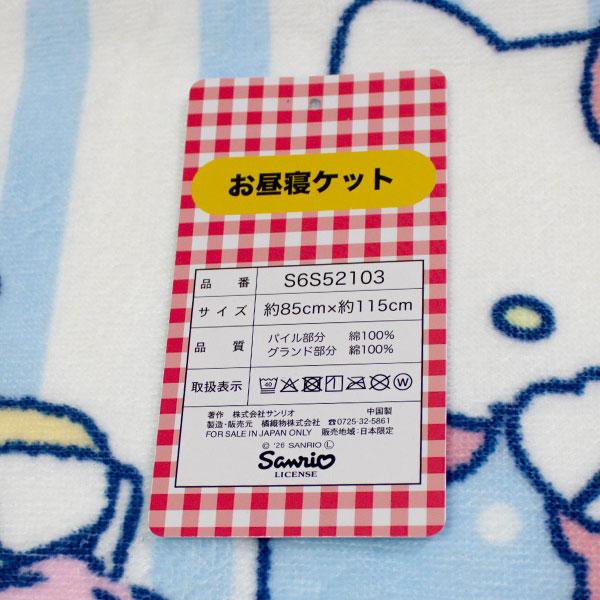 お昼寝ケット
品番 S6S52103
サイズ 約85cm×約115cm
品質 パイル部分 綿100%
グランド部分 綿100%
取扱表示 40 W
著作 株式会社サンリオ 中国製
製造・販売元 橘織物株式会社 ☎0725-32-5861
FOR SALE IN JAPAN ONLY 販売地域:日本限定
© '26 SANRIO Ⓛ
Sanrio
LICENSE